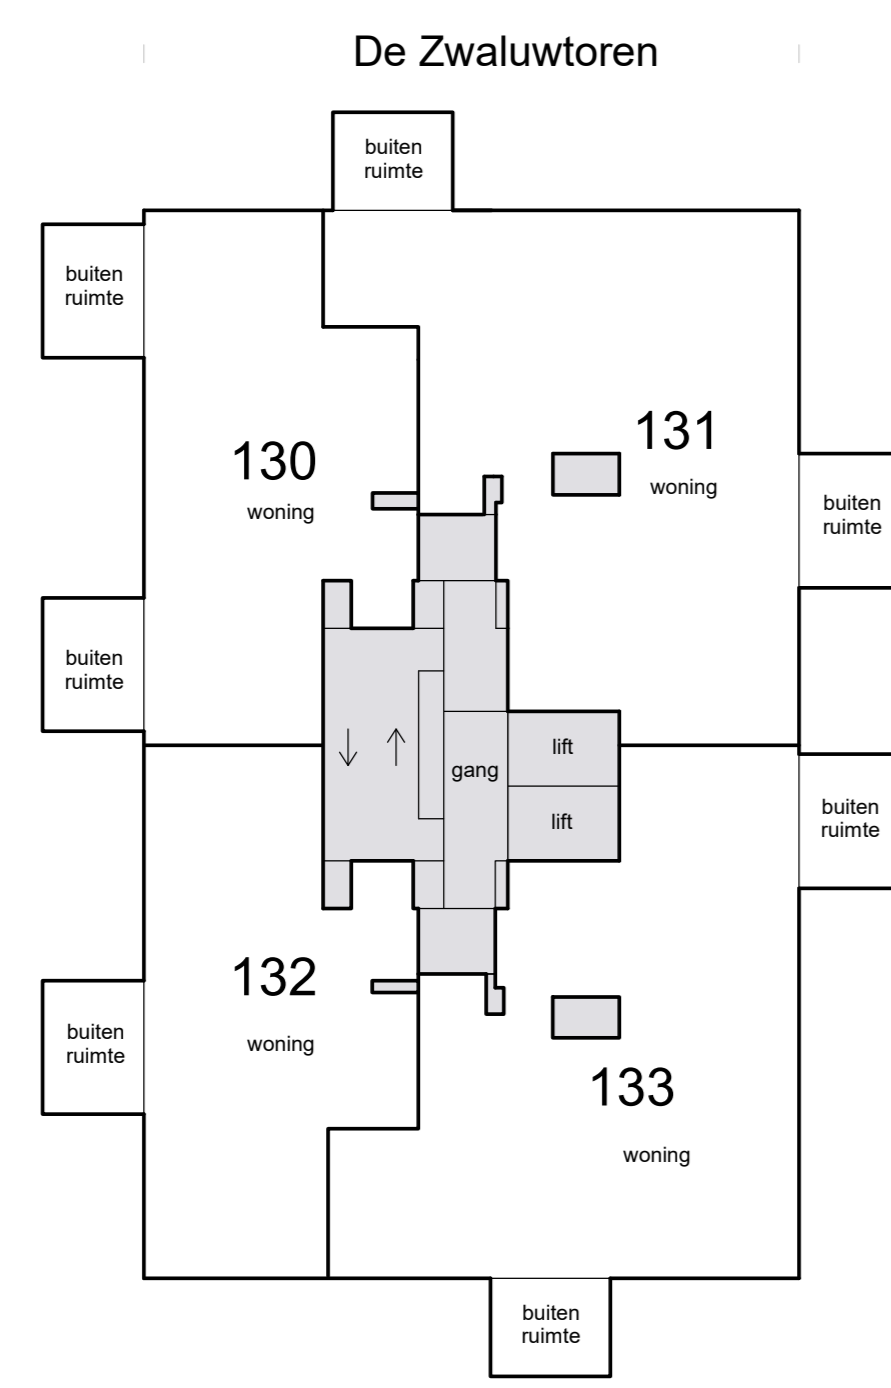 De Zwaluwtoren
buiten
ruimte
buiten
ruimte
131
130
woning
woning
buiten
ruimte
buiten
ruimte
lift
gang
buiten
ruimte
lift
132
buiten
ruimte
woning
133
woning
buiten
ruimte